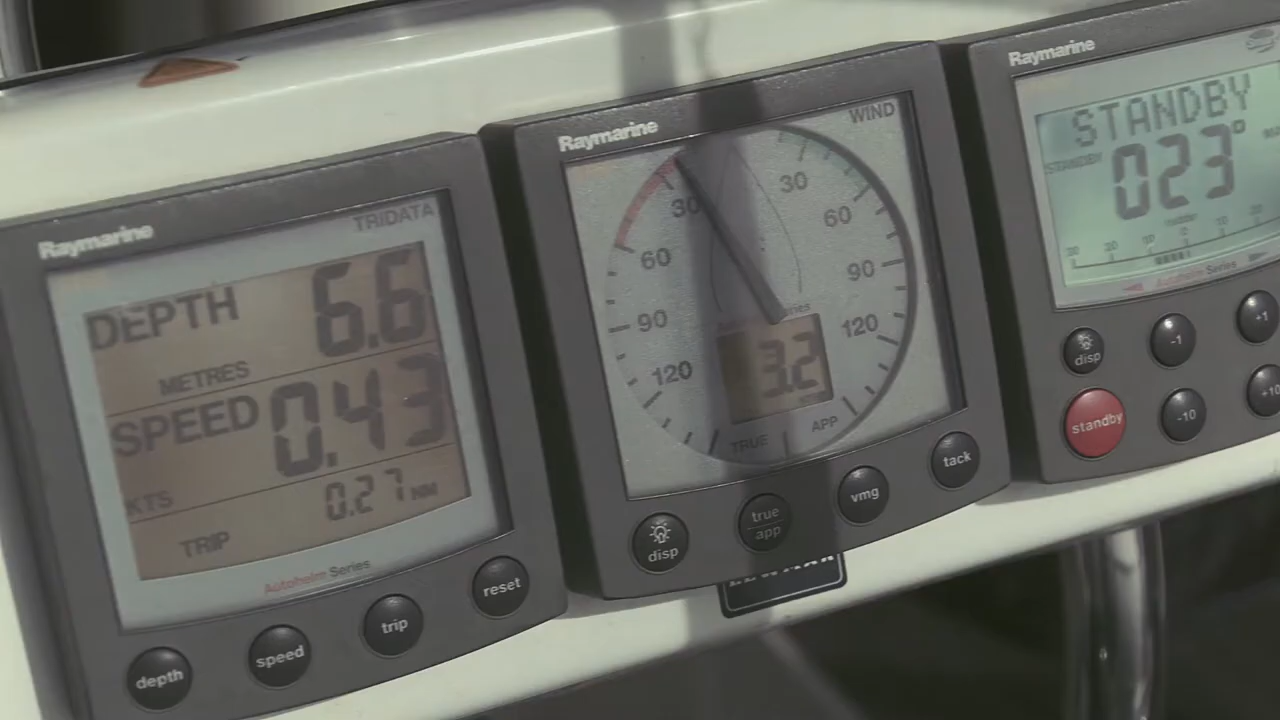 Raymarine
TRIDATA
DEPTH 6.6
METRES
SPEED 0.43
KTS
0.27 NM
TRIP
Autohelm Series
depth
speed
trip
reset
Raymarine
WIND
30
30
60
60
90
90
120
120
3.2
TRUE
APP
disp
true
app
vmg
tack
Raymarine
STANDBY
STANDBY
023°
Autohelm Series
disp
-1
+1
standby
-10
+10